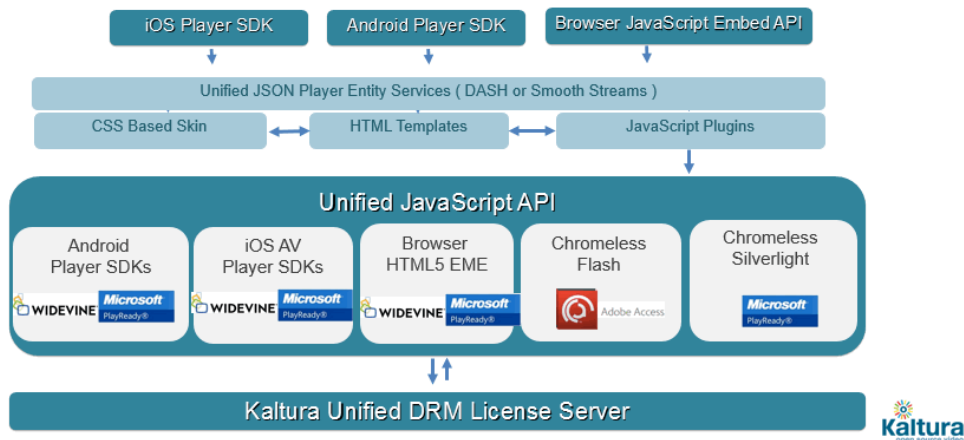 iOS Player SDK
Android Player SDK
Browser JavaScript Embed API
Unified JSON Player Entity Services ( DASH or Smooth Streams )
CSS Based Skin
HTML Templates
JavaScript Plugins
Unified JavaScript API
Android
Player SDKs
WIDEVINE
Microsoft
PlayReady®
iOS AV
Player SDKs
WIDEVINE
Microsoft
PlayReady®
Browser
HTML5 EME
WIDEVINE
Microsoft
PlayReady®
Chromeless
Flash
Adobe Access
Chromeless
Silverlight
Microsoft
PlayReady®
Kaltura Unified DRM License Server
Kaltura
open source video